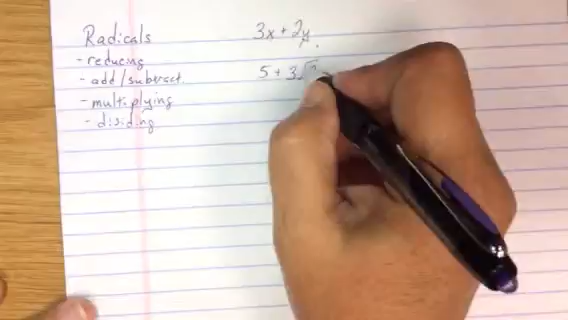 Radicals
- reducing
- add/subtract
- multiplying
- dividing
3x + 2y
5 + 3√